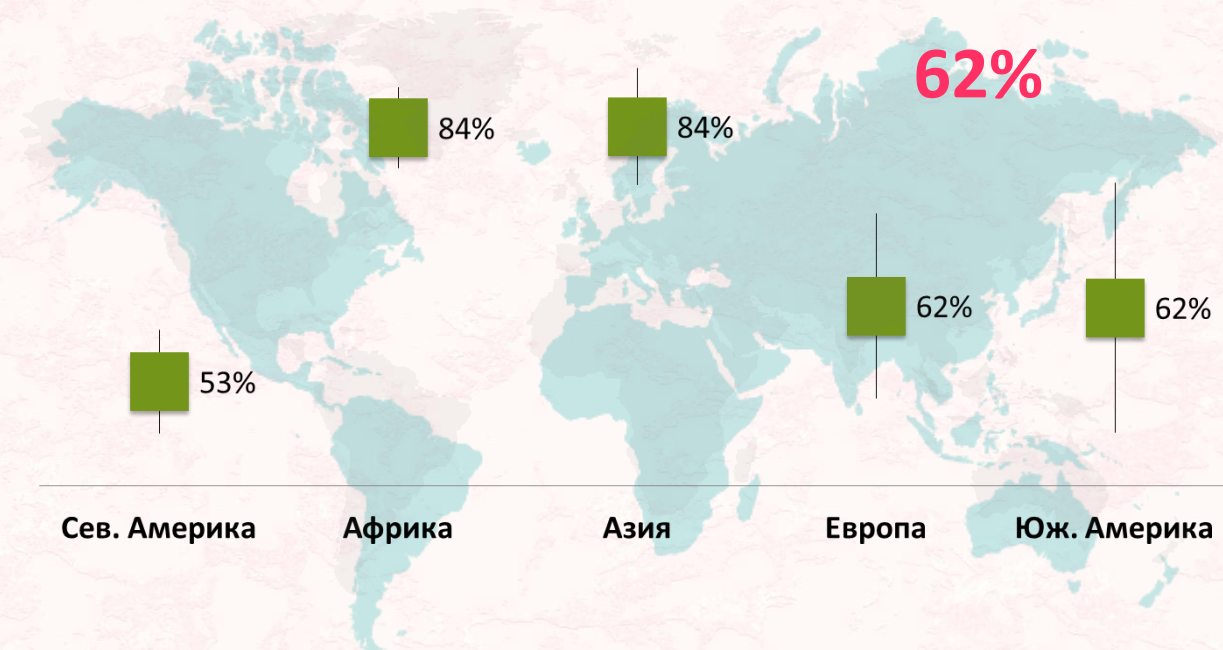 62%
84%
84%
62%
62%
53%
Сев. Америка
Африка
Азия
Европа
Юж. Америка